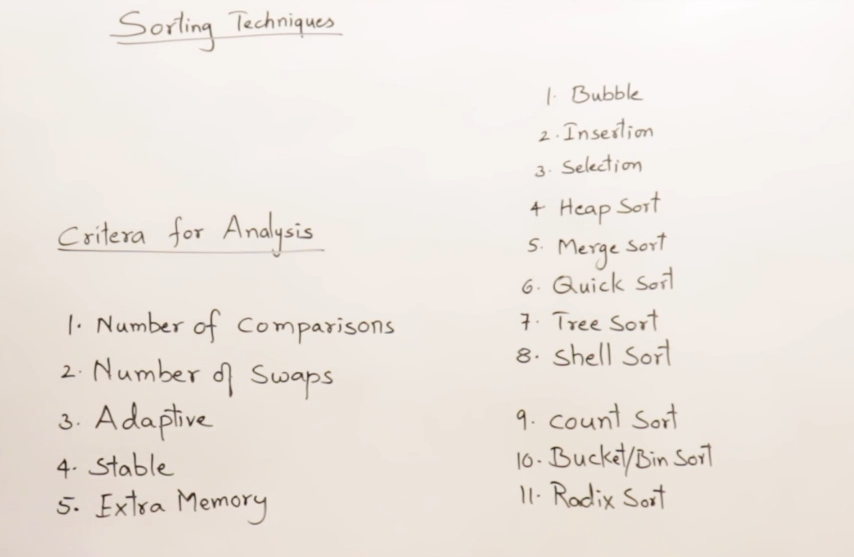 Sorting Techniques
Critera for Analysis
1. Number of Comparisons
2. Number of Swaps
3. Adaptive
4. Stable
5. Extra Memory
1. Bubble
2. Insertion
3. Selection
4 Heap Sort
5. Merge Sort
6. Quick Sort
7. Tree Sort
8. Shell Sort
9. Count Sort
10. Bucket/Bin Sort
11. Radix Sort